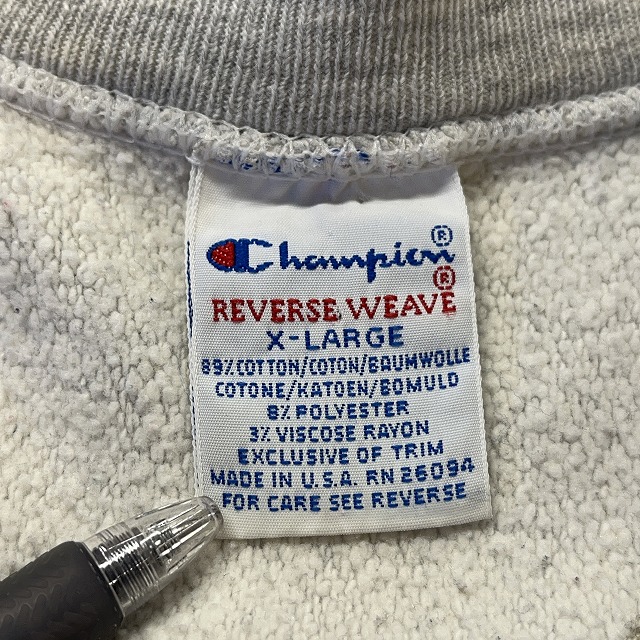 Champion®
REVERSE WEAVE®
X-LARGE
89% COTTON/COTON/BAUMWOLLE
COTONE/KATOEN/BOMULD
8% POLYESTER
3% VISCOSE RAYON
EXCLUSIVE OF TRIM
MADE IN U.S.A. RN 26094
FOR CARE SEE REVERSE